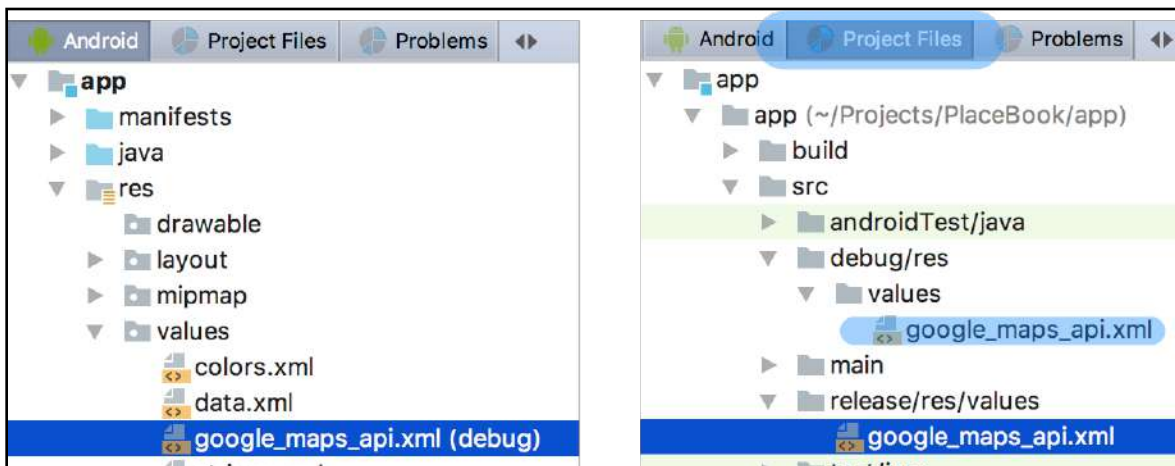 Android Project Files Problems
app
manifests
java
res
drawable
layout
mipmap
values
colors.xml
data.xml
google_maps_api.xml (debug)
Android Project Files Problems
app
app (~/Projects/PlaceBook/app)
build
src
androidTest/java
debug/res
values
google_maps_api.xml
main
release/res/values
google_maps_api.xml